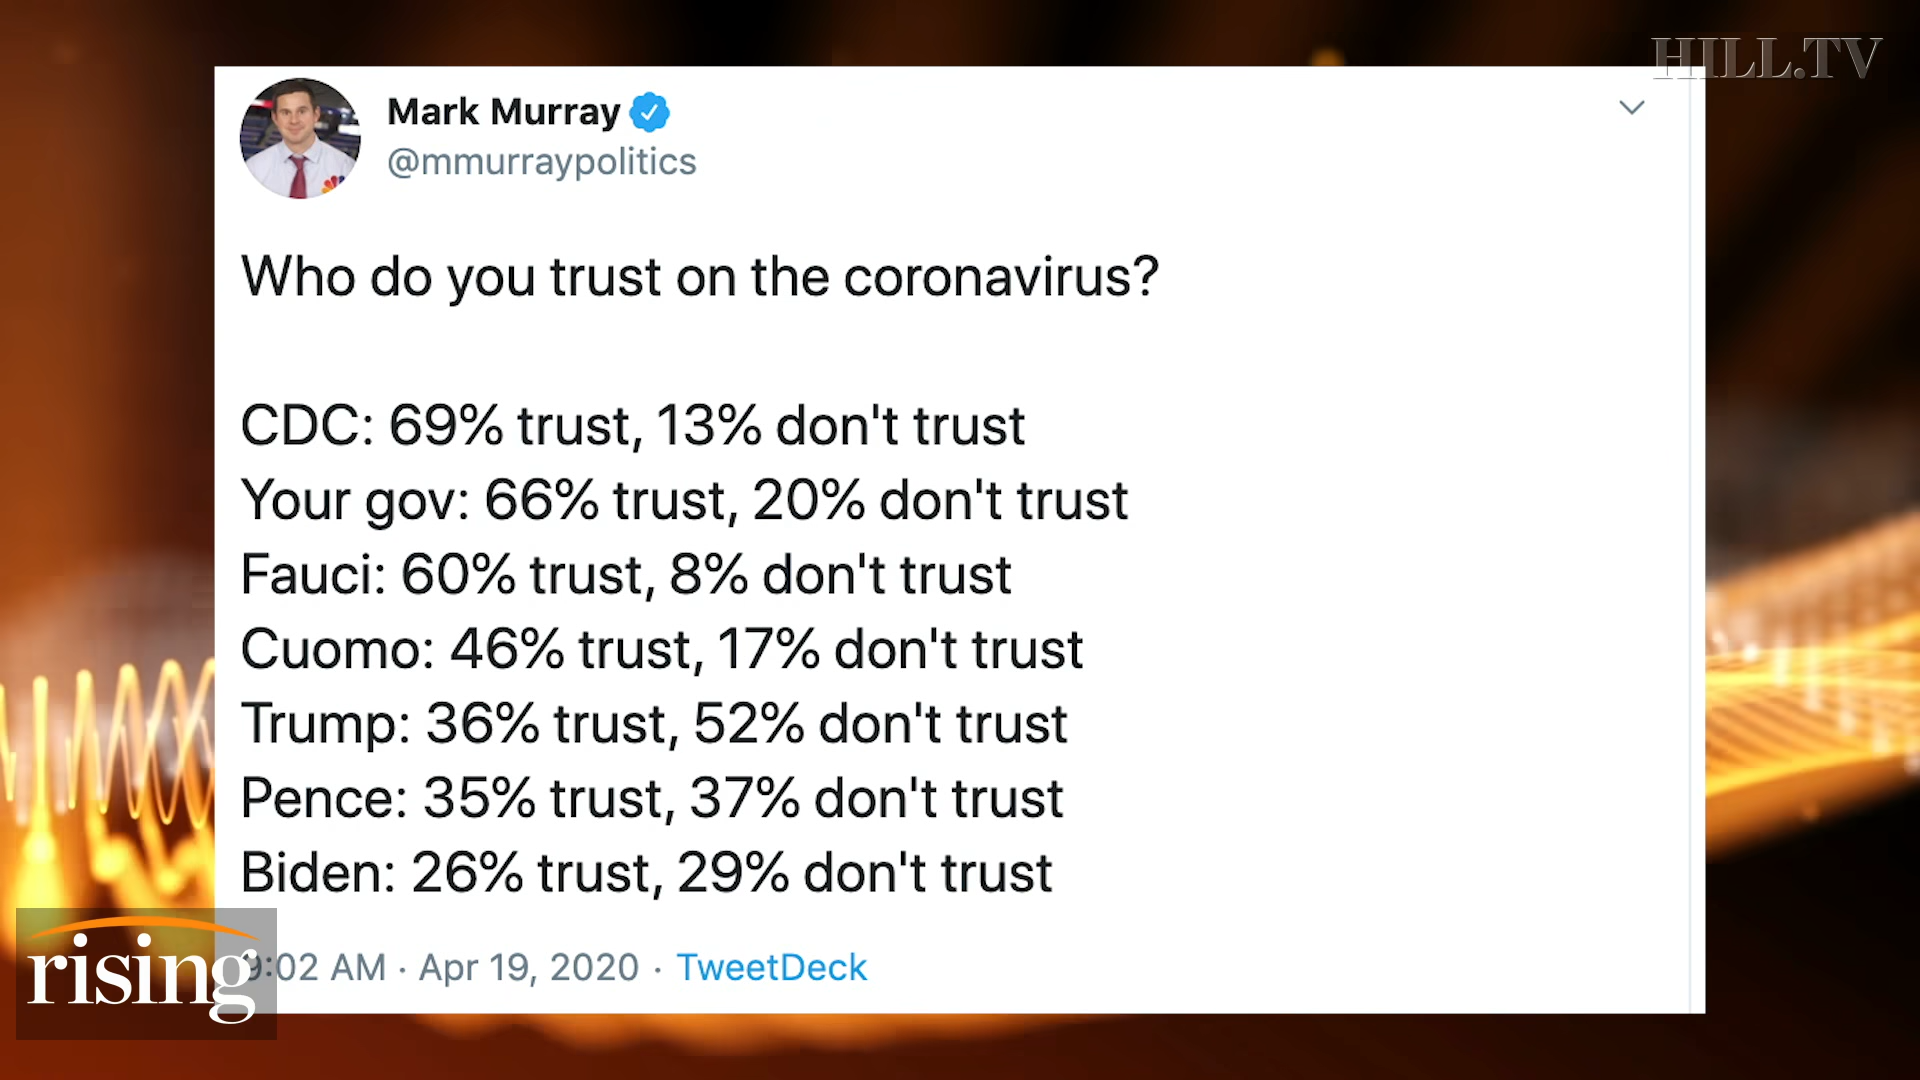 HILL.TV
Mark Murray
@mmurraypolitics
Who do you trust on the coronavirus?
CDC: 69% trust, 13% don't trust
Your gov: 66% trust, 20% don't trust
Fauci: 60% trust, 8% don't trust
Cuomo: 46% trust, 17% don't trust
Trump: 36% trust, 52% don't trust
Pence: 35% trust, 37% don't trust
Biden: 26% trust, 29% don't trust
9:02 AM · Apr 19, 2020 · TweetDeck
rising